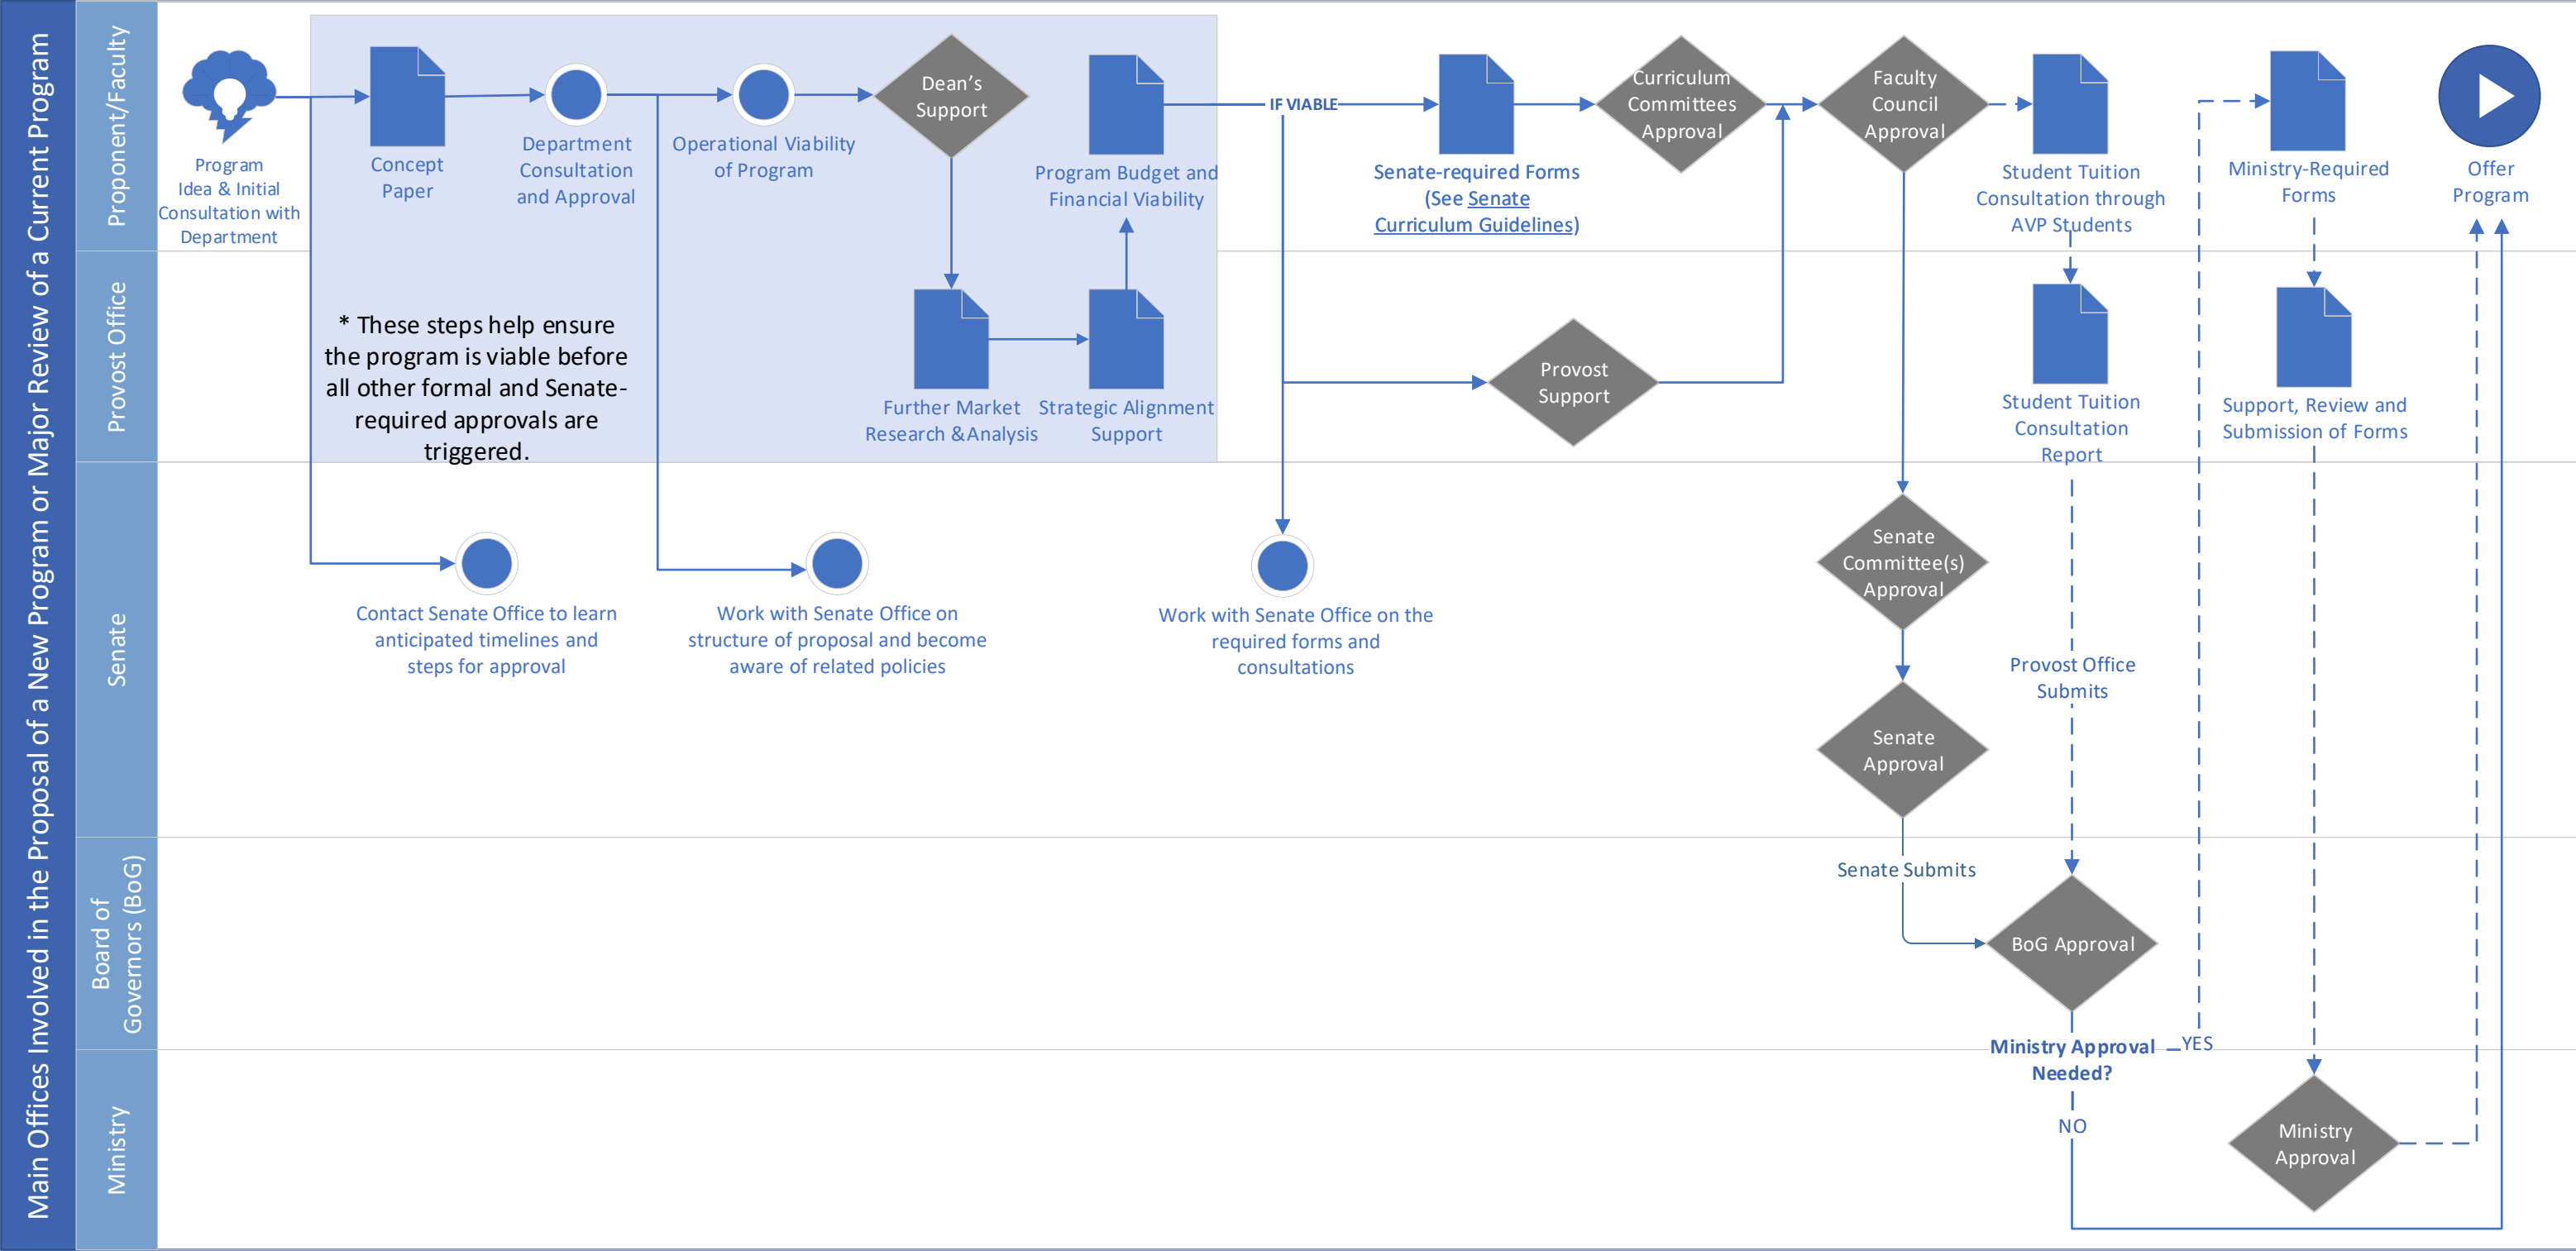 Main Offices Involved in the Proposal of a New Program or Major Review of a Current Program
Proponent/Faculty
Program
Idea & Initial
Consultation with
Department
Concept
Paper
Department
Consultation
and Approval
Operational Viability
of Program
Dean's
Support
Program Budget and
Financial Viability
IF VIABLE
Senate-required Forms
(See Senate
Curriculum Guidelines)
Curriculum
Committees
Approval
Faculty
Council
Approval
Student Tuition
Consultation through
AVP Students
Ministry-Required
Forms
Offer
Program
Provost Office
* These steps help ensure
the program is viable before
all other formal and Senate-
required approvals are
triggered.
Further Market
Research & Analysis
Strategic Alignment
Support
Provost
Support
Student Tuition
Consultation
Report
Support, Review and
Submission of Forms
Senate
Contact Senate Office to learn
anticipated timelines and
steps for approval
Work with Senate Office on
structure of proposal and become
aware of related policies
Work with Senate Office on the
required forms and
consultations
Senate
Committee(s)
Approval
Provost Office
Submits
Senate
Approval
Board of
Governors (BoG)
Senate Submits
BoG Approval
Ministry Approval
Needed?
YES
NO
Ministry
Ministry
Approval